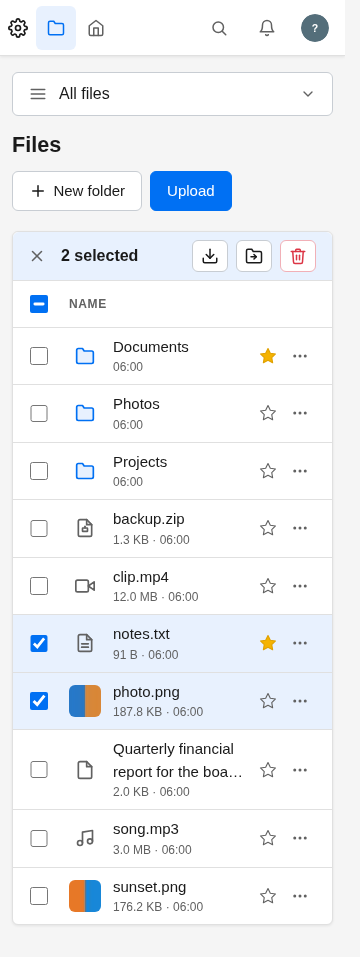 ?
All files
Files
New folder
Upload
2 selected
NAME
Documents
06:00
Photos
06:00
Projects
06:00
backup.zip
1.3 KB · 06:00
clip.mp4
12.0 MB · 06:00
notes.txt
91 B · 06:00
photo.png
187.8 KB · 06:00
Quarterly financial
report for the boa…
2.0 KB · 06:00
song.mp3
3.0 MB · 06:00
sunset.png
176.2 KB · 06:00